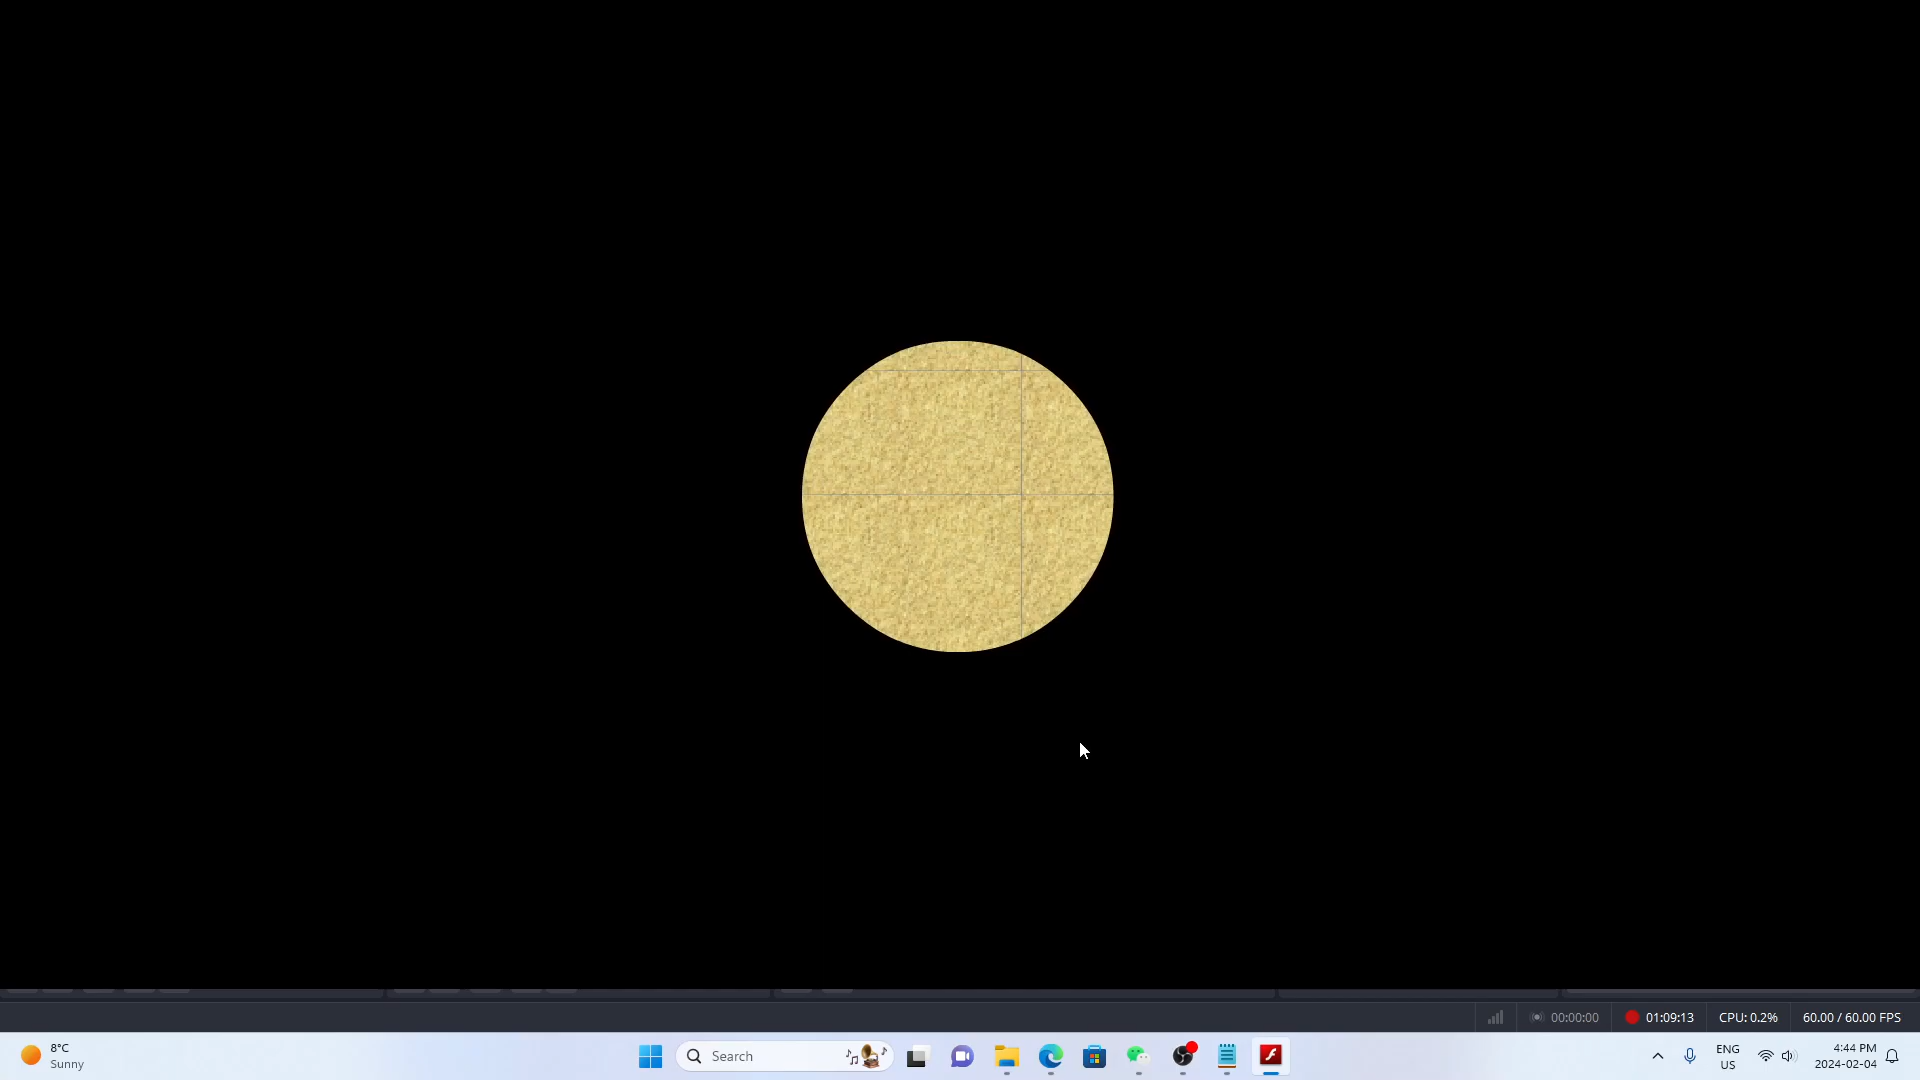 00:00:00
01:09:13
CPU: 0.2%
60.00 / 60.00 FPS
8°C
Sunny
Search
ENG
US
4:44 PM
2024-02-04